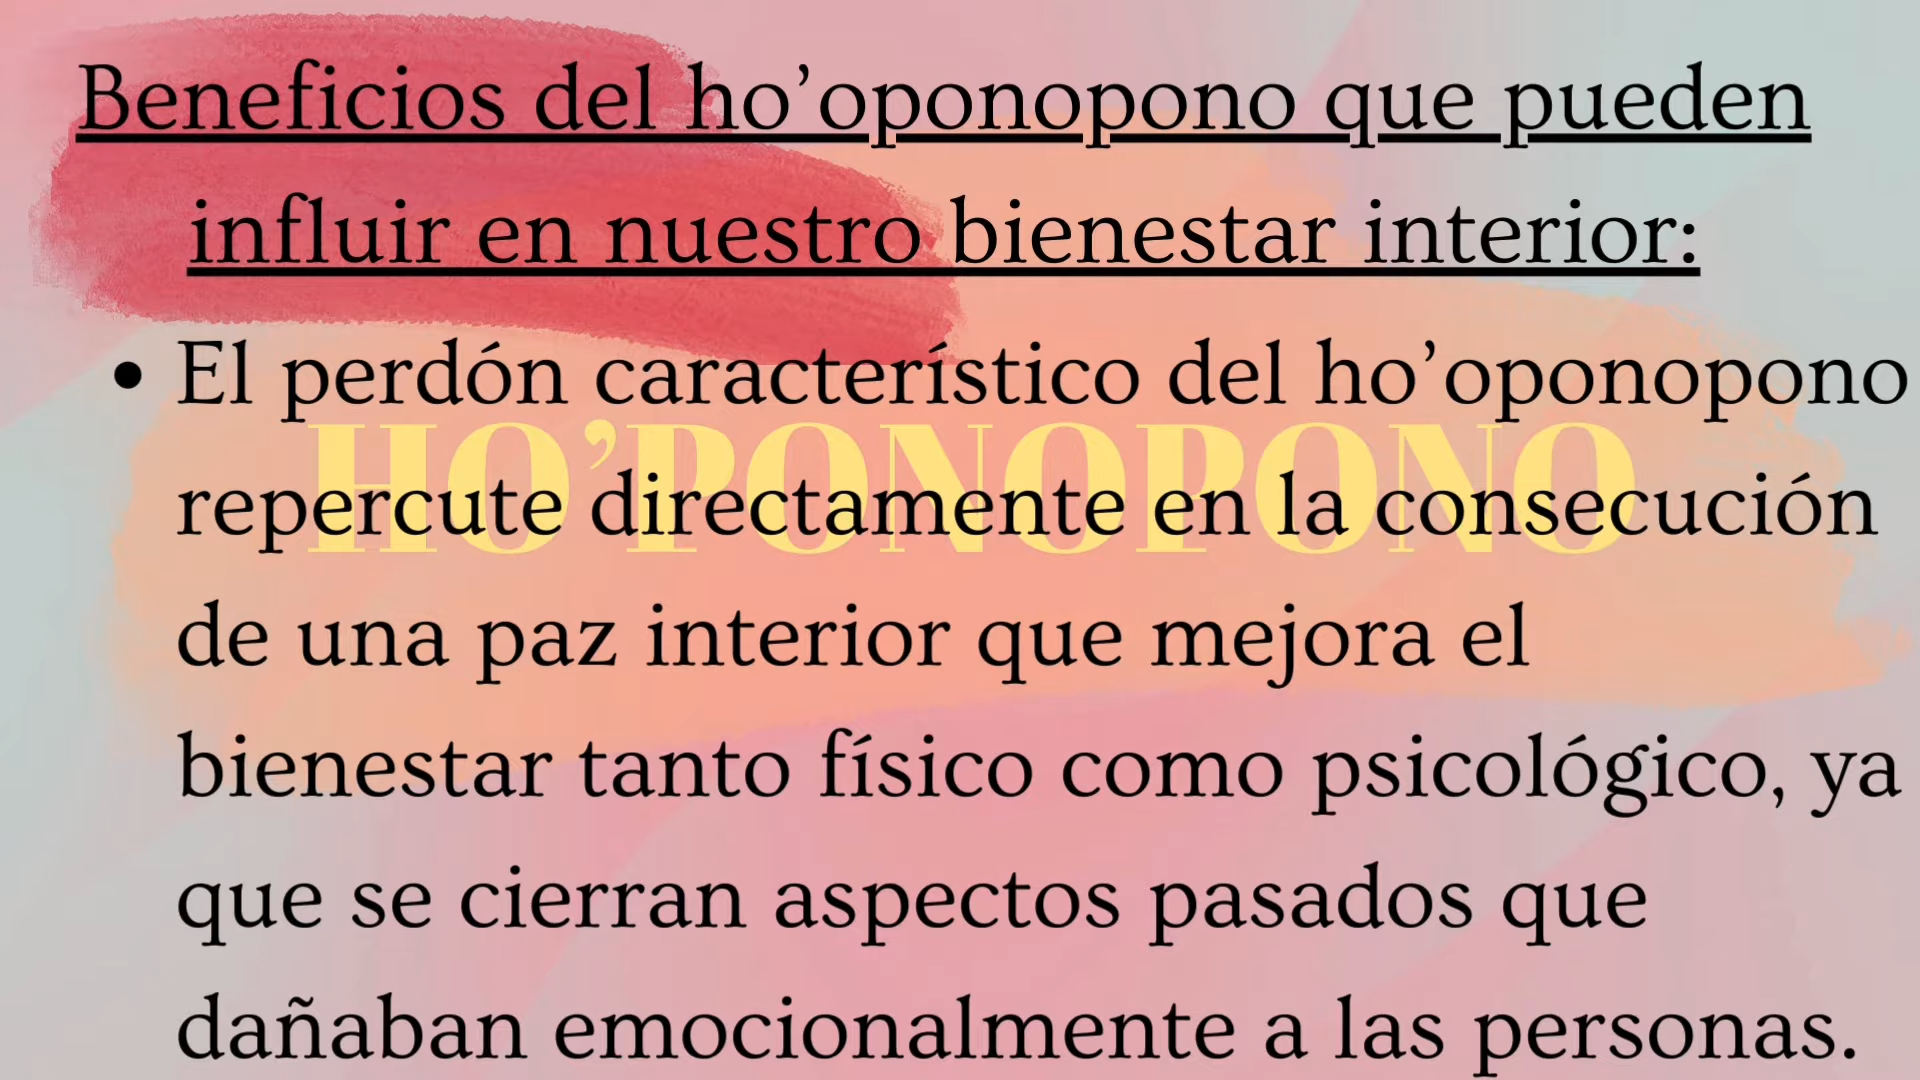 Beneficios del ho’oponopono que pueden
influir en nuestro bienestar interior:
• El perdón característico del ho’oponopono
HO’PONOPONO
repercute directamente en la consecución
de una paz interior que mejora el
bienestar tanto físico como psicológico, ya
que se cierran aspectos pasados que
dañaban emocionalmente a las personas.